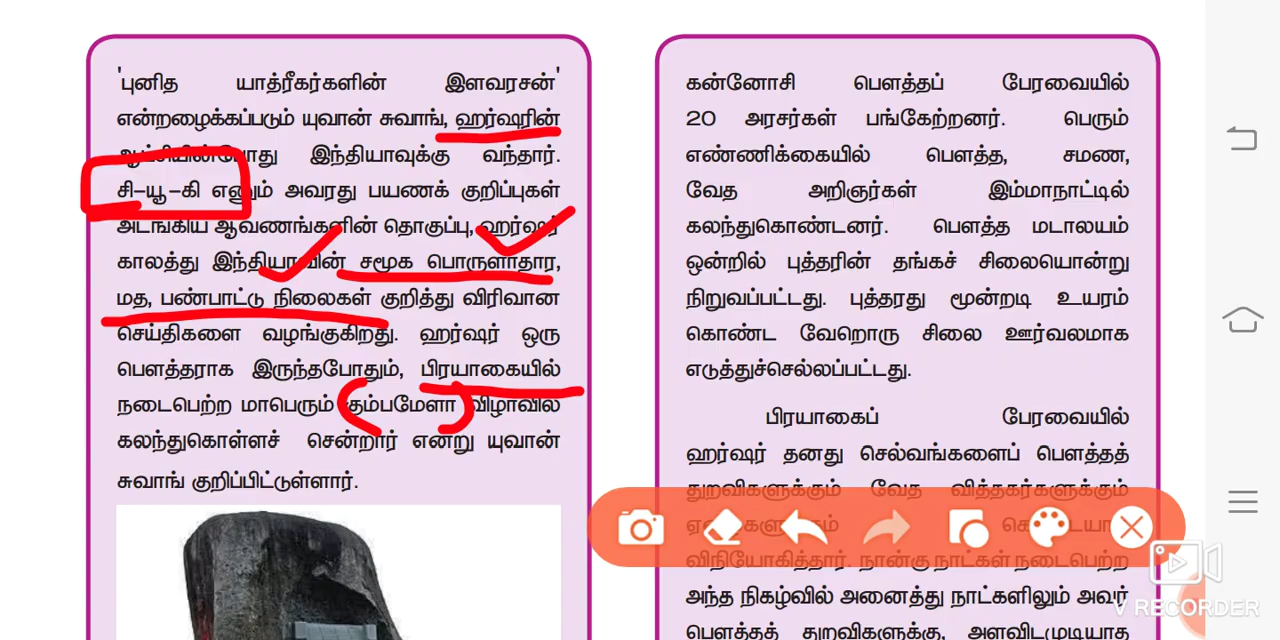 'புனித யாத்ரீகர்களின் இளவரசன்'
என்றழைக்கப்படும் யுவான் சுவாங், ஹர்ஷரின்
ஆட்சியின்போது இந்தியாவுக்கு வந்தார்.
சி–யூ–கி எனும் அவரது பயணக் குறிப்புகள்
அடங்கிய ஆவணங்களின் தொகுப்பு, ஹர்ஷர்
காலத்து இந்தியாவின் சமூக பொருளாதார,
மத, பண்பாட்டு நிலைகள் குறித்து விரிவான
செய்திகளை வழங்குகிறது. ஹர்ஷர் ஒரு
பௌத்தராக இருந்தபோதும், பிரயாகையில்
நடைபெற்ற மாபெரும் கும்பமேளா விழாவில்
கலந்துகொள்ளச் சென்றார் என்று யுவான்
சுவாங் குறிப்பிட்டுள்ளார்.
கன்னோசி பௌத்தப் பேரவையில்
20 அரசர்கள் பங்கேற்றனர். பெரும்
எண்ணிக்கையில் பௌத்த, சமண,
வேத அறிஞர்கள் இம்மாநாட்டில்
கலந்துகொண்டனர். பௌத்த மடாலயம்
ஒன்றில் புத்தரின் தங்கச் சிலையொன்று
நிறுவப்பட்டது. புத்தரது மூன்றடி உயரம்
கொண்ட வேறொரு சிலை ஊர்வலமாக
எடுத்துச்செல்லப்பட்டது.
பிரயாகைப் பேரவையில்
ஹர்ஷர் தனது செல்வங்களைப் பௌத்தத்
துறவிகளுக்கும் வேத வித்தகர்களுக்கும்
விநியோகித்தார். நான்கு நாட்கள் நடைபெற்ற
அந்த நிகழ்வில் அனைத்து நாட்களிலும் அவர்
பௌத்தத் துறவிகளுக்கு, அளவிடமுடியாத
V RECORDER